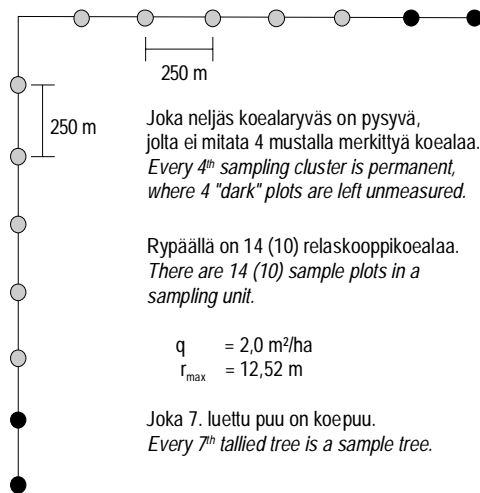 250 m
250 m
Joka neljäs koealaryväs on pysyvä,
jolta ei mitata 4 mustalla merkittyä koealaa.
Every 4th sampling cluster is permanent,
where 4 "dark" plots are left unmeasured.
Rypäällä on 14 (10) relaskooppikoealaa.
There are 14 (10) sample plots in a
sampling unit.
q = 2,0 m²/ha
rmax = 12,52 m
Joka 7. luettu puu on koepuu.
Every 7th tallied tree is a sample tree.